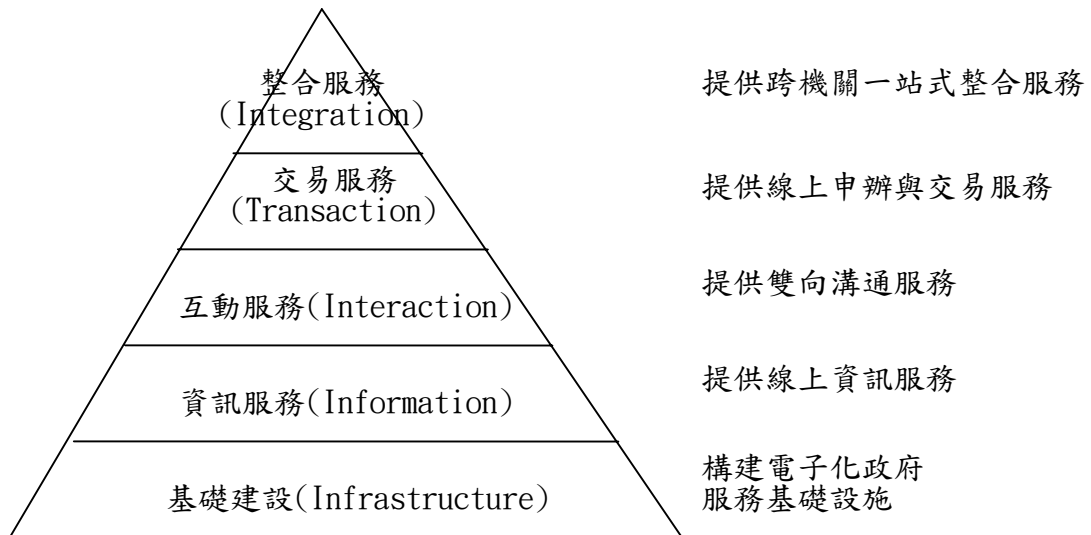 整合服務
(Integration)
提供跨機關一站式整合服務
交易服務
(Transaction)
提供線上申辦與交易服務
互動服務(Interaction)
提供雙向溝通服務
資訊服務(Information)
提供線上資訊服務
基礎建設(Infrastructure)
構建電子化政府
服務基礎設施